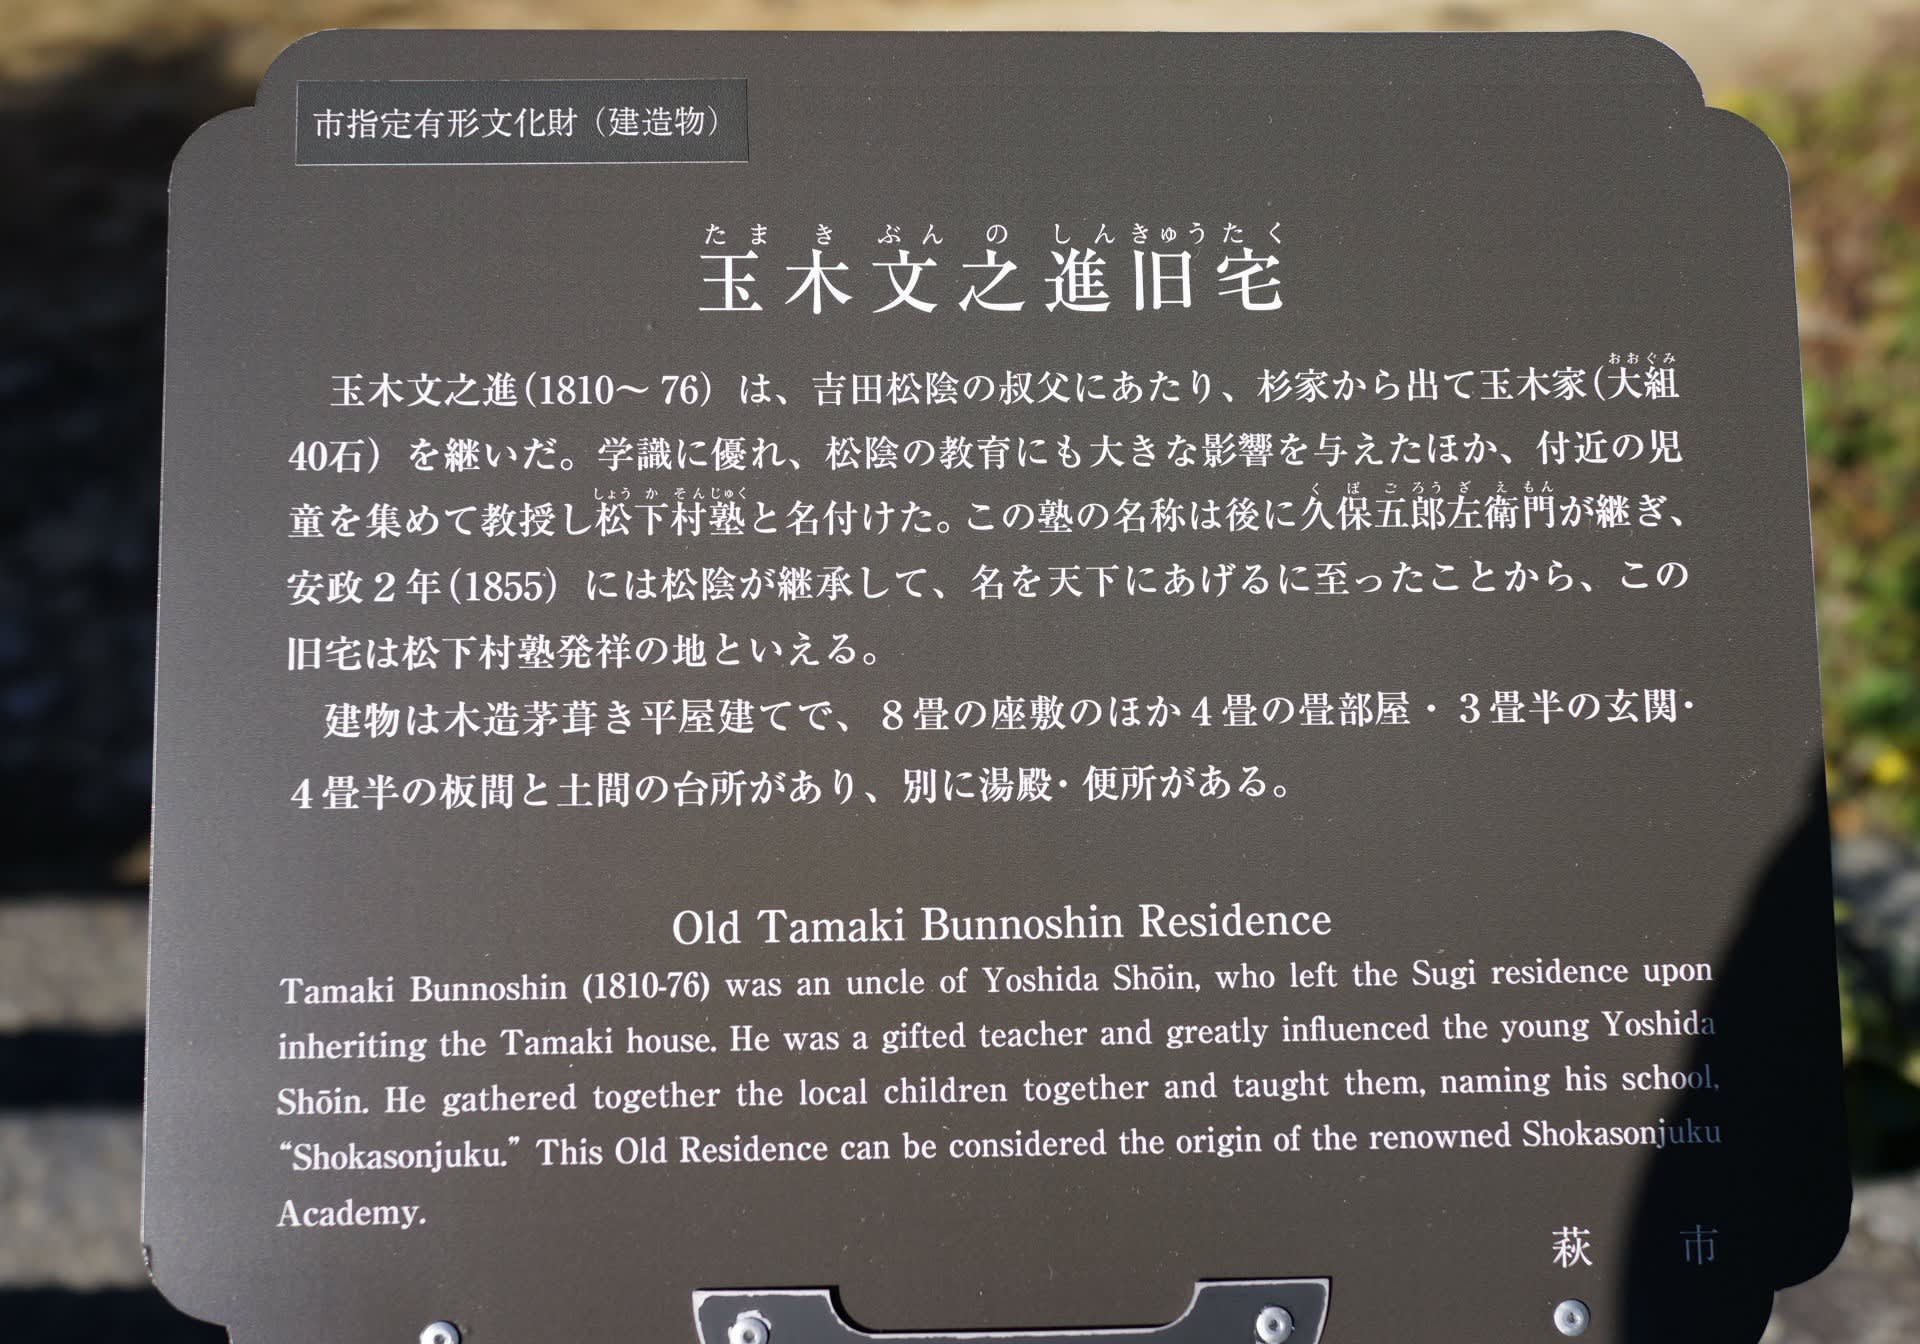 市指定有形文化財（建造物）
たまきぶんのしんきゅうたく
玉木文之進旧宅
おおぐみ
玉木文之進(1810～76）は、吉田松陰の叔父にあたり、杉家から出て玉木家(大組
40石）を継いだ。学識に優れ、松陰の教育にも大きな影響を与えたほか、付近の児
しょうかそんじゅく くぼごろうざえもん
童を集めて教授し松下村塾と名付けた。この塾の名称は後に久保五郎左衛門が継ぎ、
安政２年(1855）には松陰が継承して、名を天下にあげるに至ったことから、この
旧宅は松下村塾発祥の地といえる。
建物は木造茅葺き平屋建てで、８畳の座敷のほか４畳の畳部屋・３畳半の玄関・
４畳半の板間と土間の台所があり、別に湯殿・便所がある。
Old Tamaki Bunnoshin Residence
Tamaki Bunnoshin (1810-76) was an uncle of Yoshida Shōin, who left the Sugi residence upon
inheriting the Tamaki house. He was a gifted teacher and greatly influenced the young Yoshida
Shōin. He gathered together the local children together and taught them, naming his school,
“Shokasonjuku.” This Old Residence can be considered the origin of the renowned Shokasonjuku
Academy.
萩 市